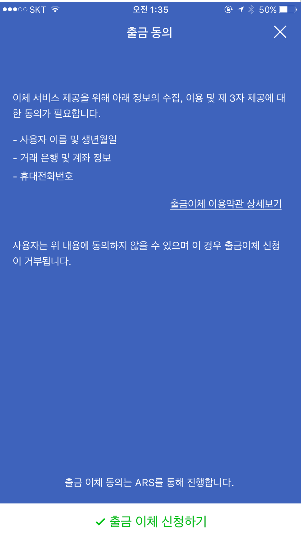 SKT 오전 1:35 50%
출금 동의
이체 서비스 제공을 위해 아래 정보의 수집, 이용 및 제 3자 제공에 대
한 동의가 필요합니다.
- 사용자 이름 및 생년월일
- 거래 은행 및 계좌 정보
- 휴대전화번호
출금이체 이용약관 상세보기
사용자는 위 내용에 동의하지 않을 수 있으며 이 경우 출금이체 신청
이 거부됩니다.
출금 이체 동의는 ARS를 통해 진행합니다.
출금 이체 신청하기